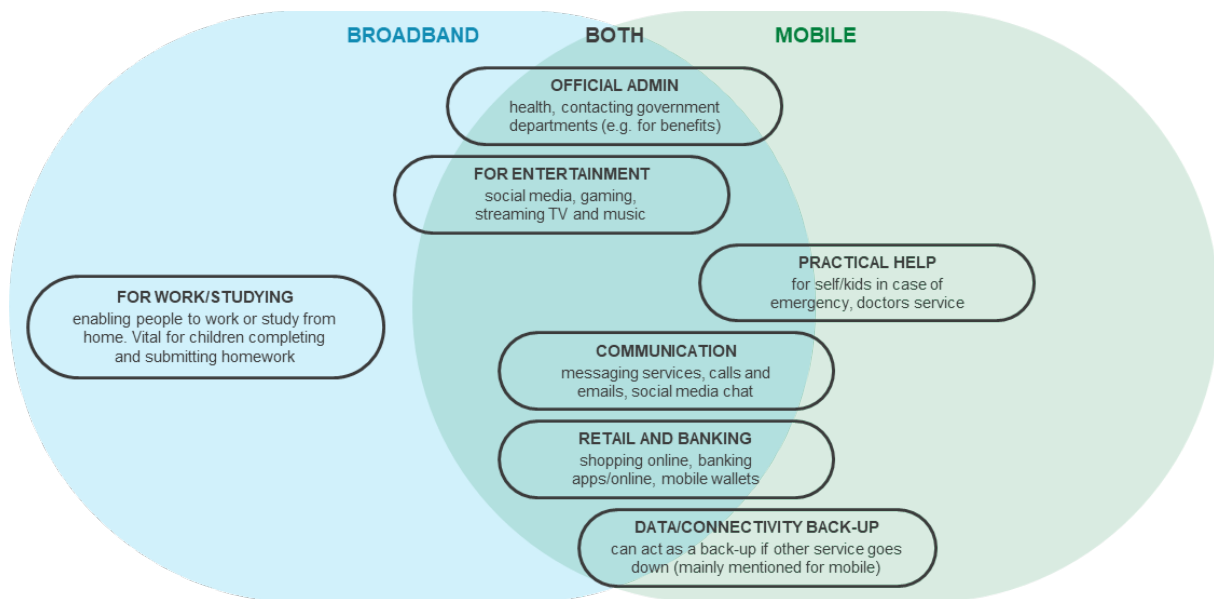 BROADBAND
BOTH
MOBILE
OFFICIAL ADMIN
health, contacting government
departments (e.g. for benefits)
FOR ENTERTAINMENT
social media, gaming,
streaming TV and music
PRACTICAL HELP
for self/kids in case of
emergency, doctors service
FOR WORK/STUDYING
enabling people to work or study from
home. Vital for children completing
and submitting homework
COMMUNICATION
messaging services, calls and
emails, social media chat
RETAIL AND BANKING
shopping online, banking
apps/online, mobile wallets
DATA/CONNECTIVITY BACK-UP
can act as a back-up if other service goes
down (mainly mentioned for mobile)